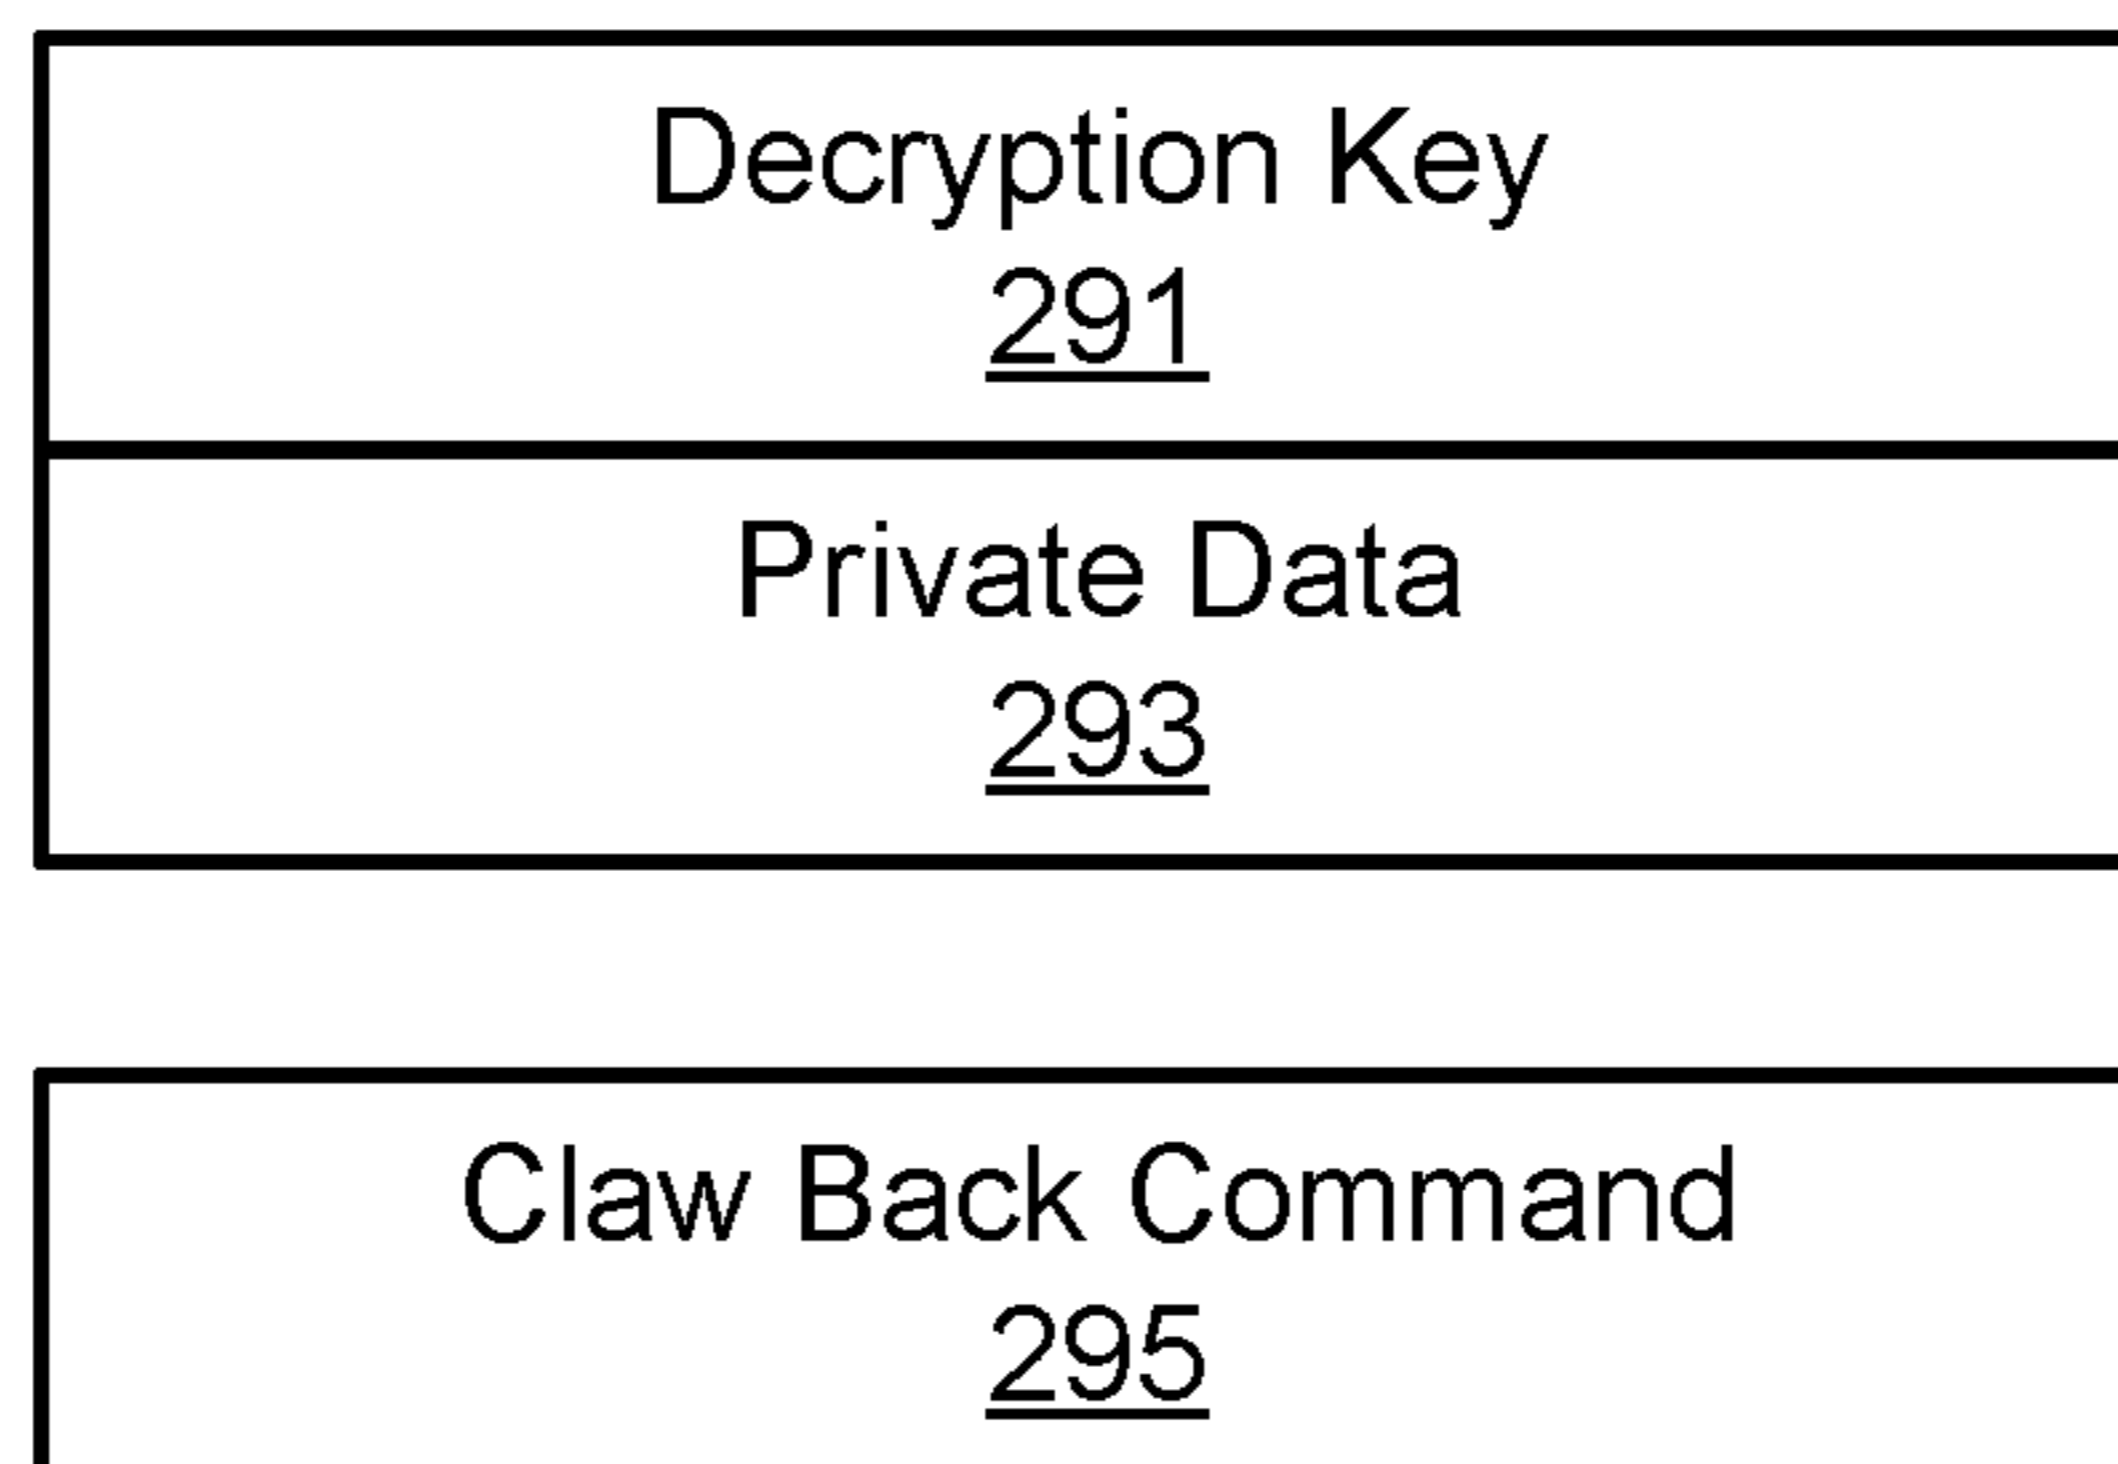 Decryption Key
291
Private Data
293
Claw Back Command
295